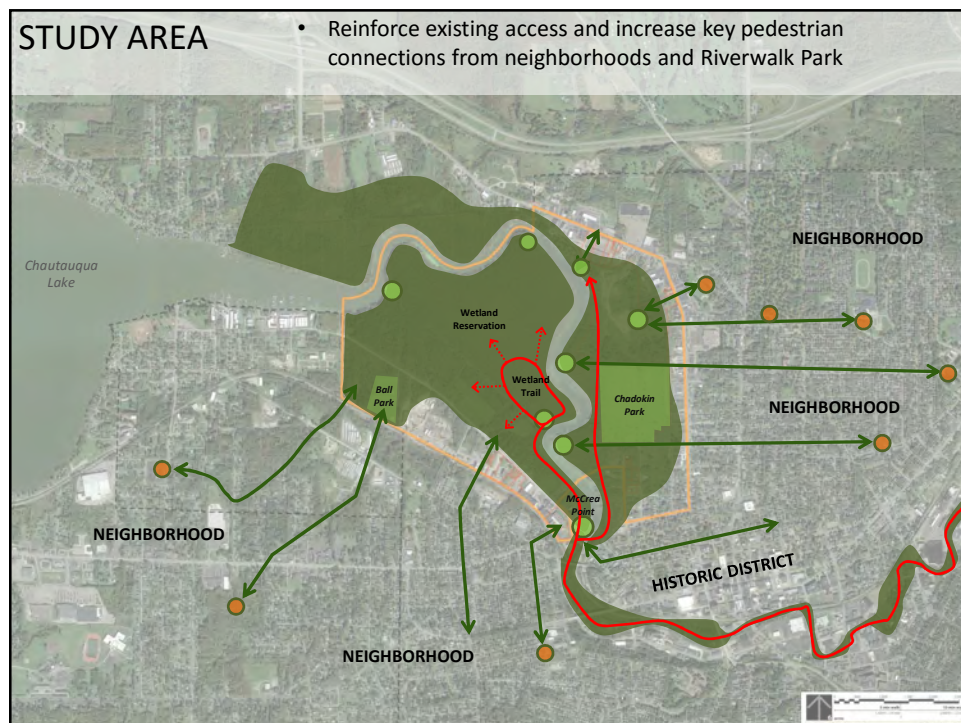 STUDY AREA
• Reinforce existing access and increase key pedestrian
connections from neighborhoods and Riverwalk Park
NEIGHBORHOOD
Chautauqua
Lake
Wetland
Reservation
Wetland
Trail
Ball
Park
Chadokin
Park
NEIGHBORHOOD
McCrea
Point
NEIGHBORHOOD
HISTORIC DISTRICT
NEIGHBORHOOD